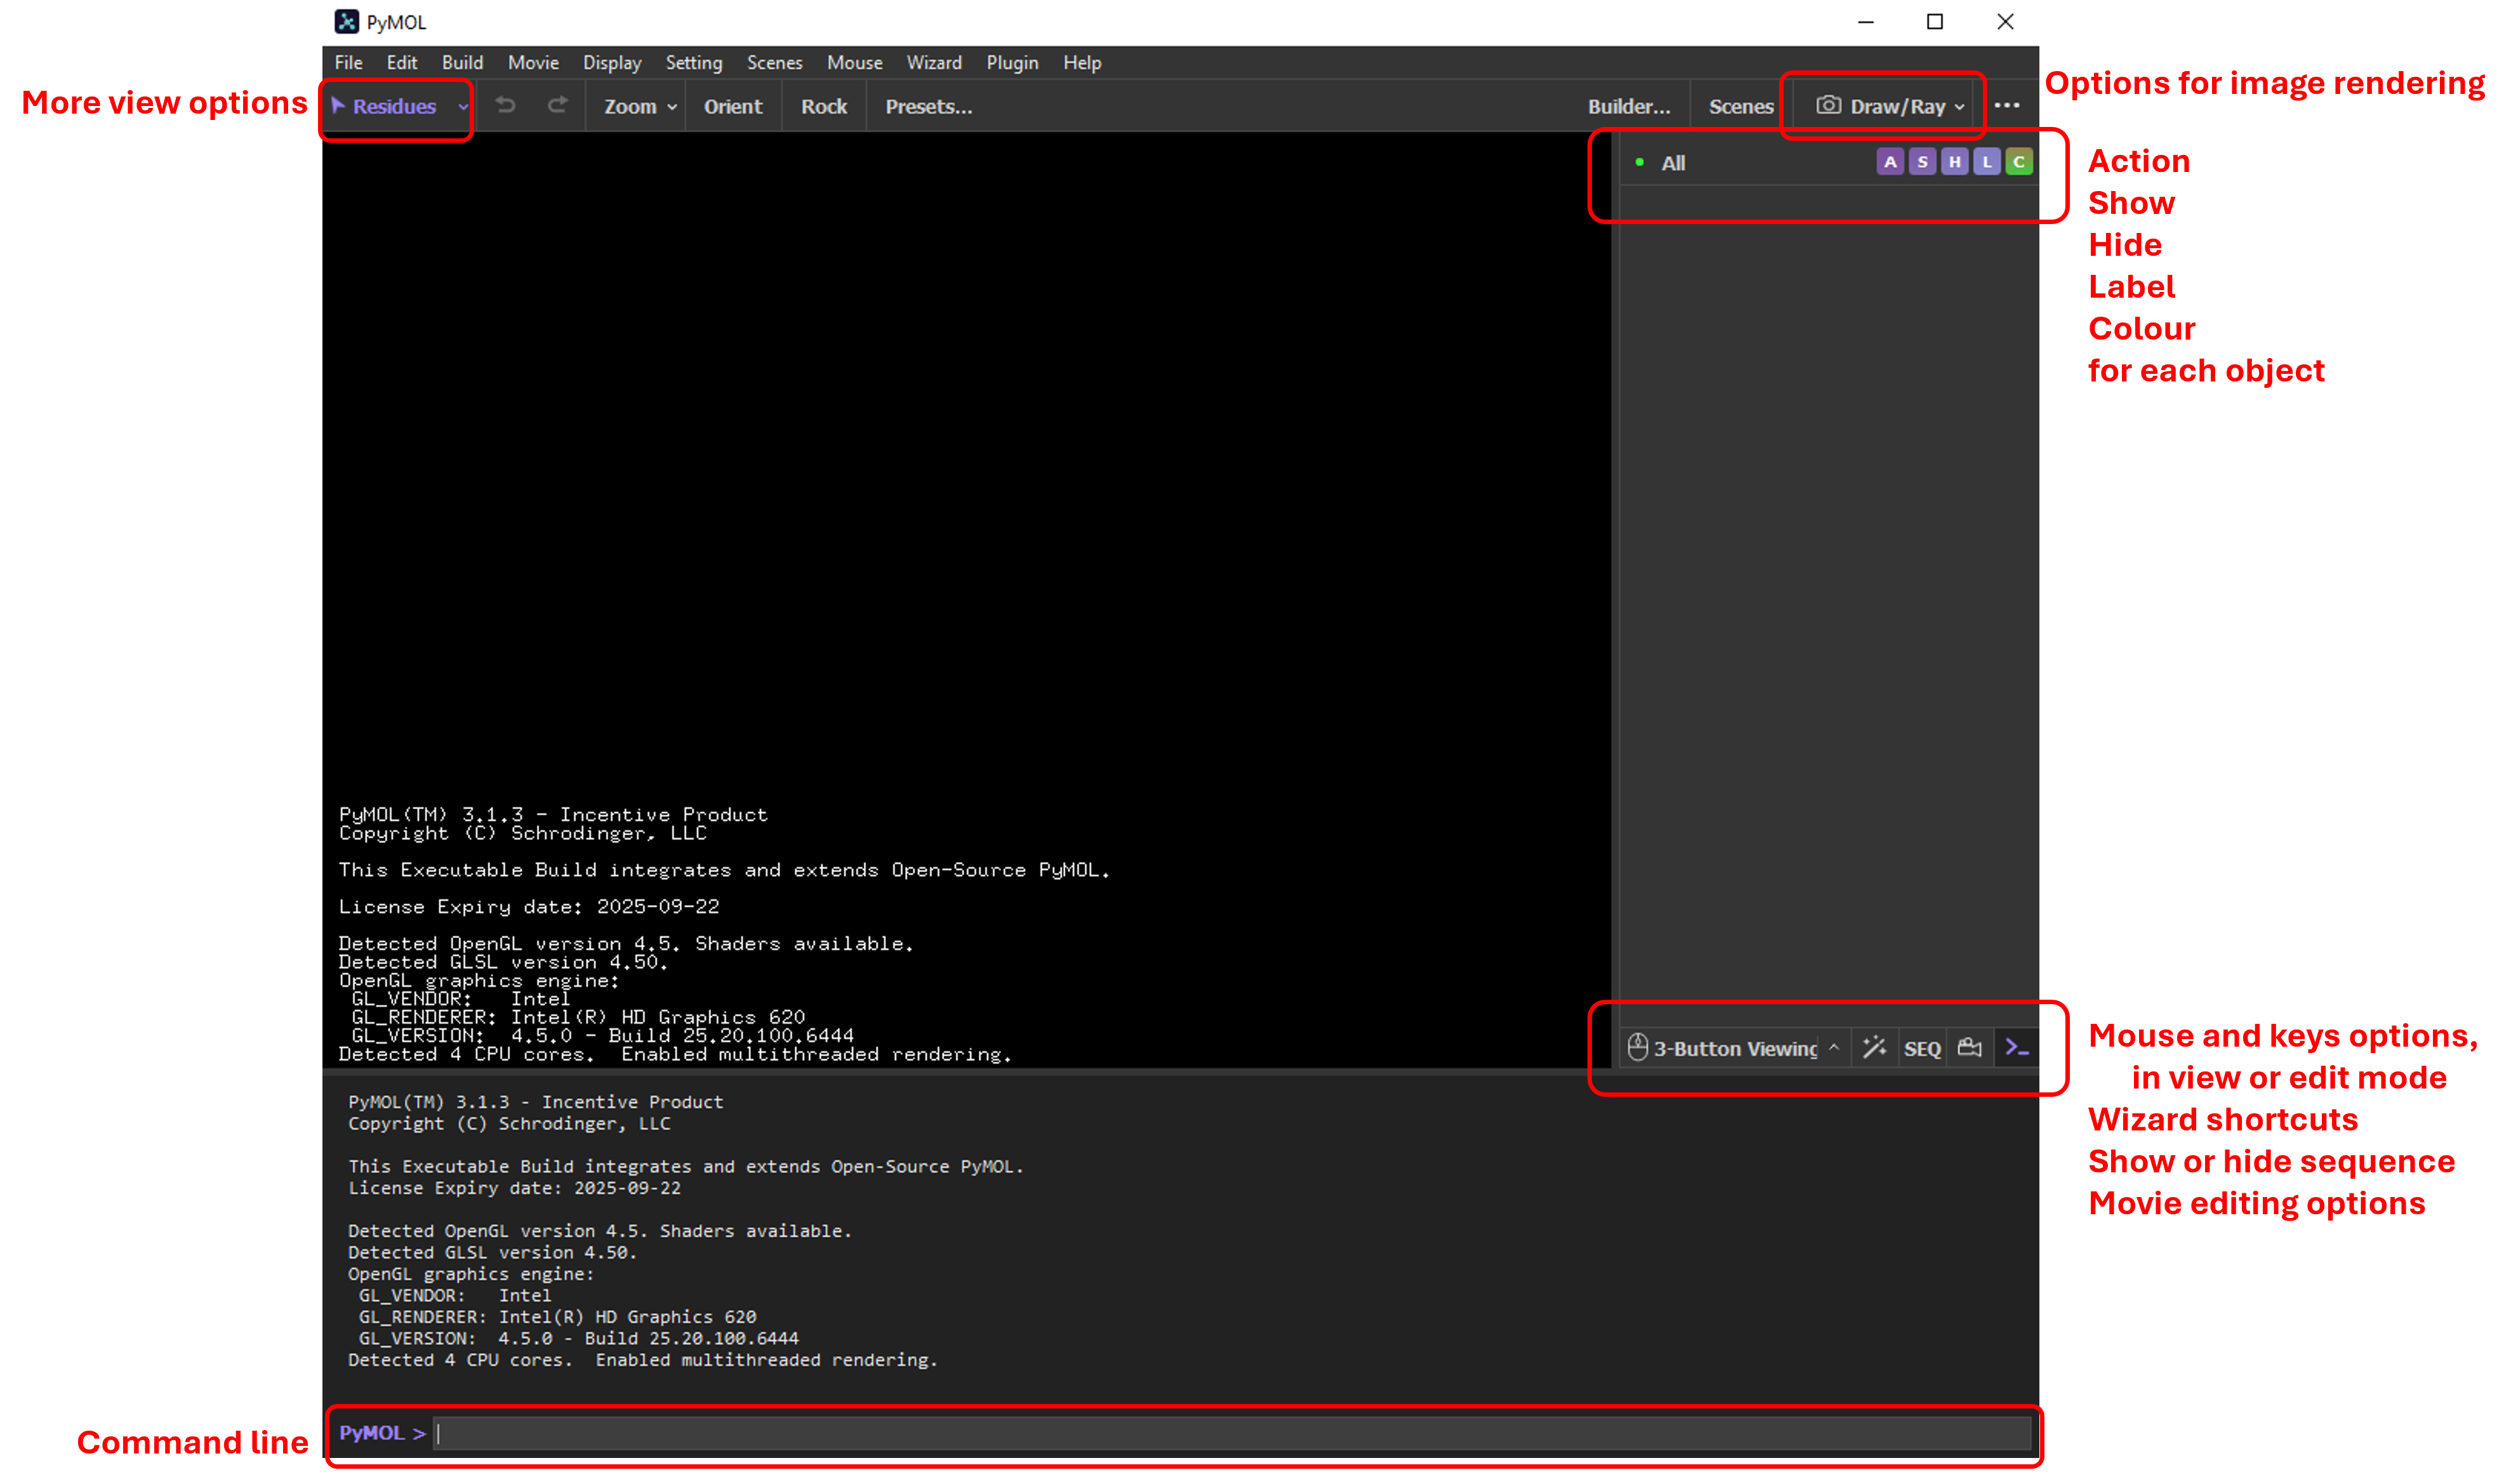 PyMOL
File Edit Build Movie Display Setting Scenes Mouse Wizard Plugin Help
More view options
Residues Zoom Orient Rock Presets... Builder... Scenes Draw/Ray ...
Options for image rendering
All A S H L C
Action
Show
Hide
Label
Colour
for each object
PyMOL(TM) 3.1.3 - Incentive Product
Copyright (C) Schrodinger, LLC
This Executable Build integrates and extends Open-Source PyMOL.
License Expiry date: 2025-09-22
Detected OpenGL version 4.5. Shaders available.
Detected GLSL version 4.50.
OpenGL graphics engine:
GL_VENDOR: Intel
GL_RENDERER: Intel(R) HD Graphics 620
GL_VERSION: 4.5.0 - Build 25.20.100.6444
Detected 4 CPU cores. Enabled multithreaded rendering.
3-Button Viewing SEQ
Mouse and keys options,
in view or edit mode
Wizard shortcuts
Show or hide sequence
Movie editing options
PyMOL(TM) 3.1.3 - Incentive Product
Copyright (C) Schrodinger, LLC
This Executable Build integrates and extends Open-Source PyMOL.
License Expiry date: 2025-09-22
Detected OpenGL version 4.5. Shaders available.
Detected GLSL version 4.50.
OpenGL graphics engine:
GL_VENDOR: Intel
GL_RENDERER: Intel(R) HD Graphics 620
GL_VERSION: 4.5.0 - Build 25.20.100.6444
Detected 4 CPU cores. Enabled multithreaded rendering.
Command line
PyMOL >